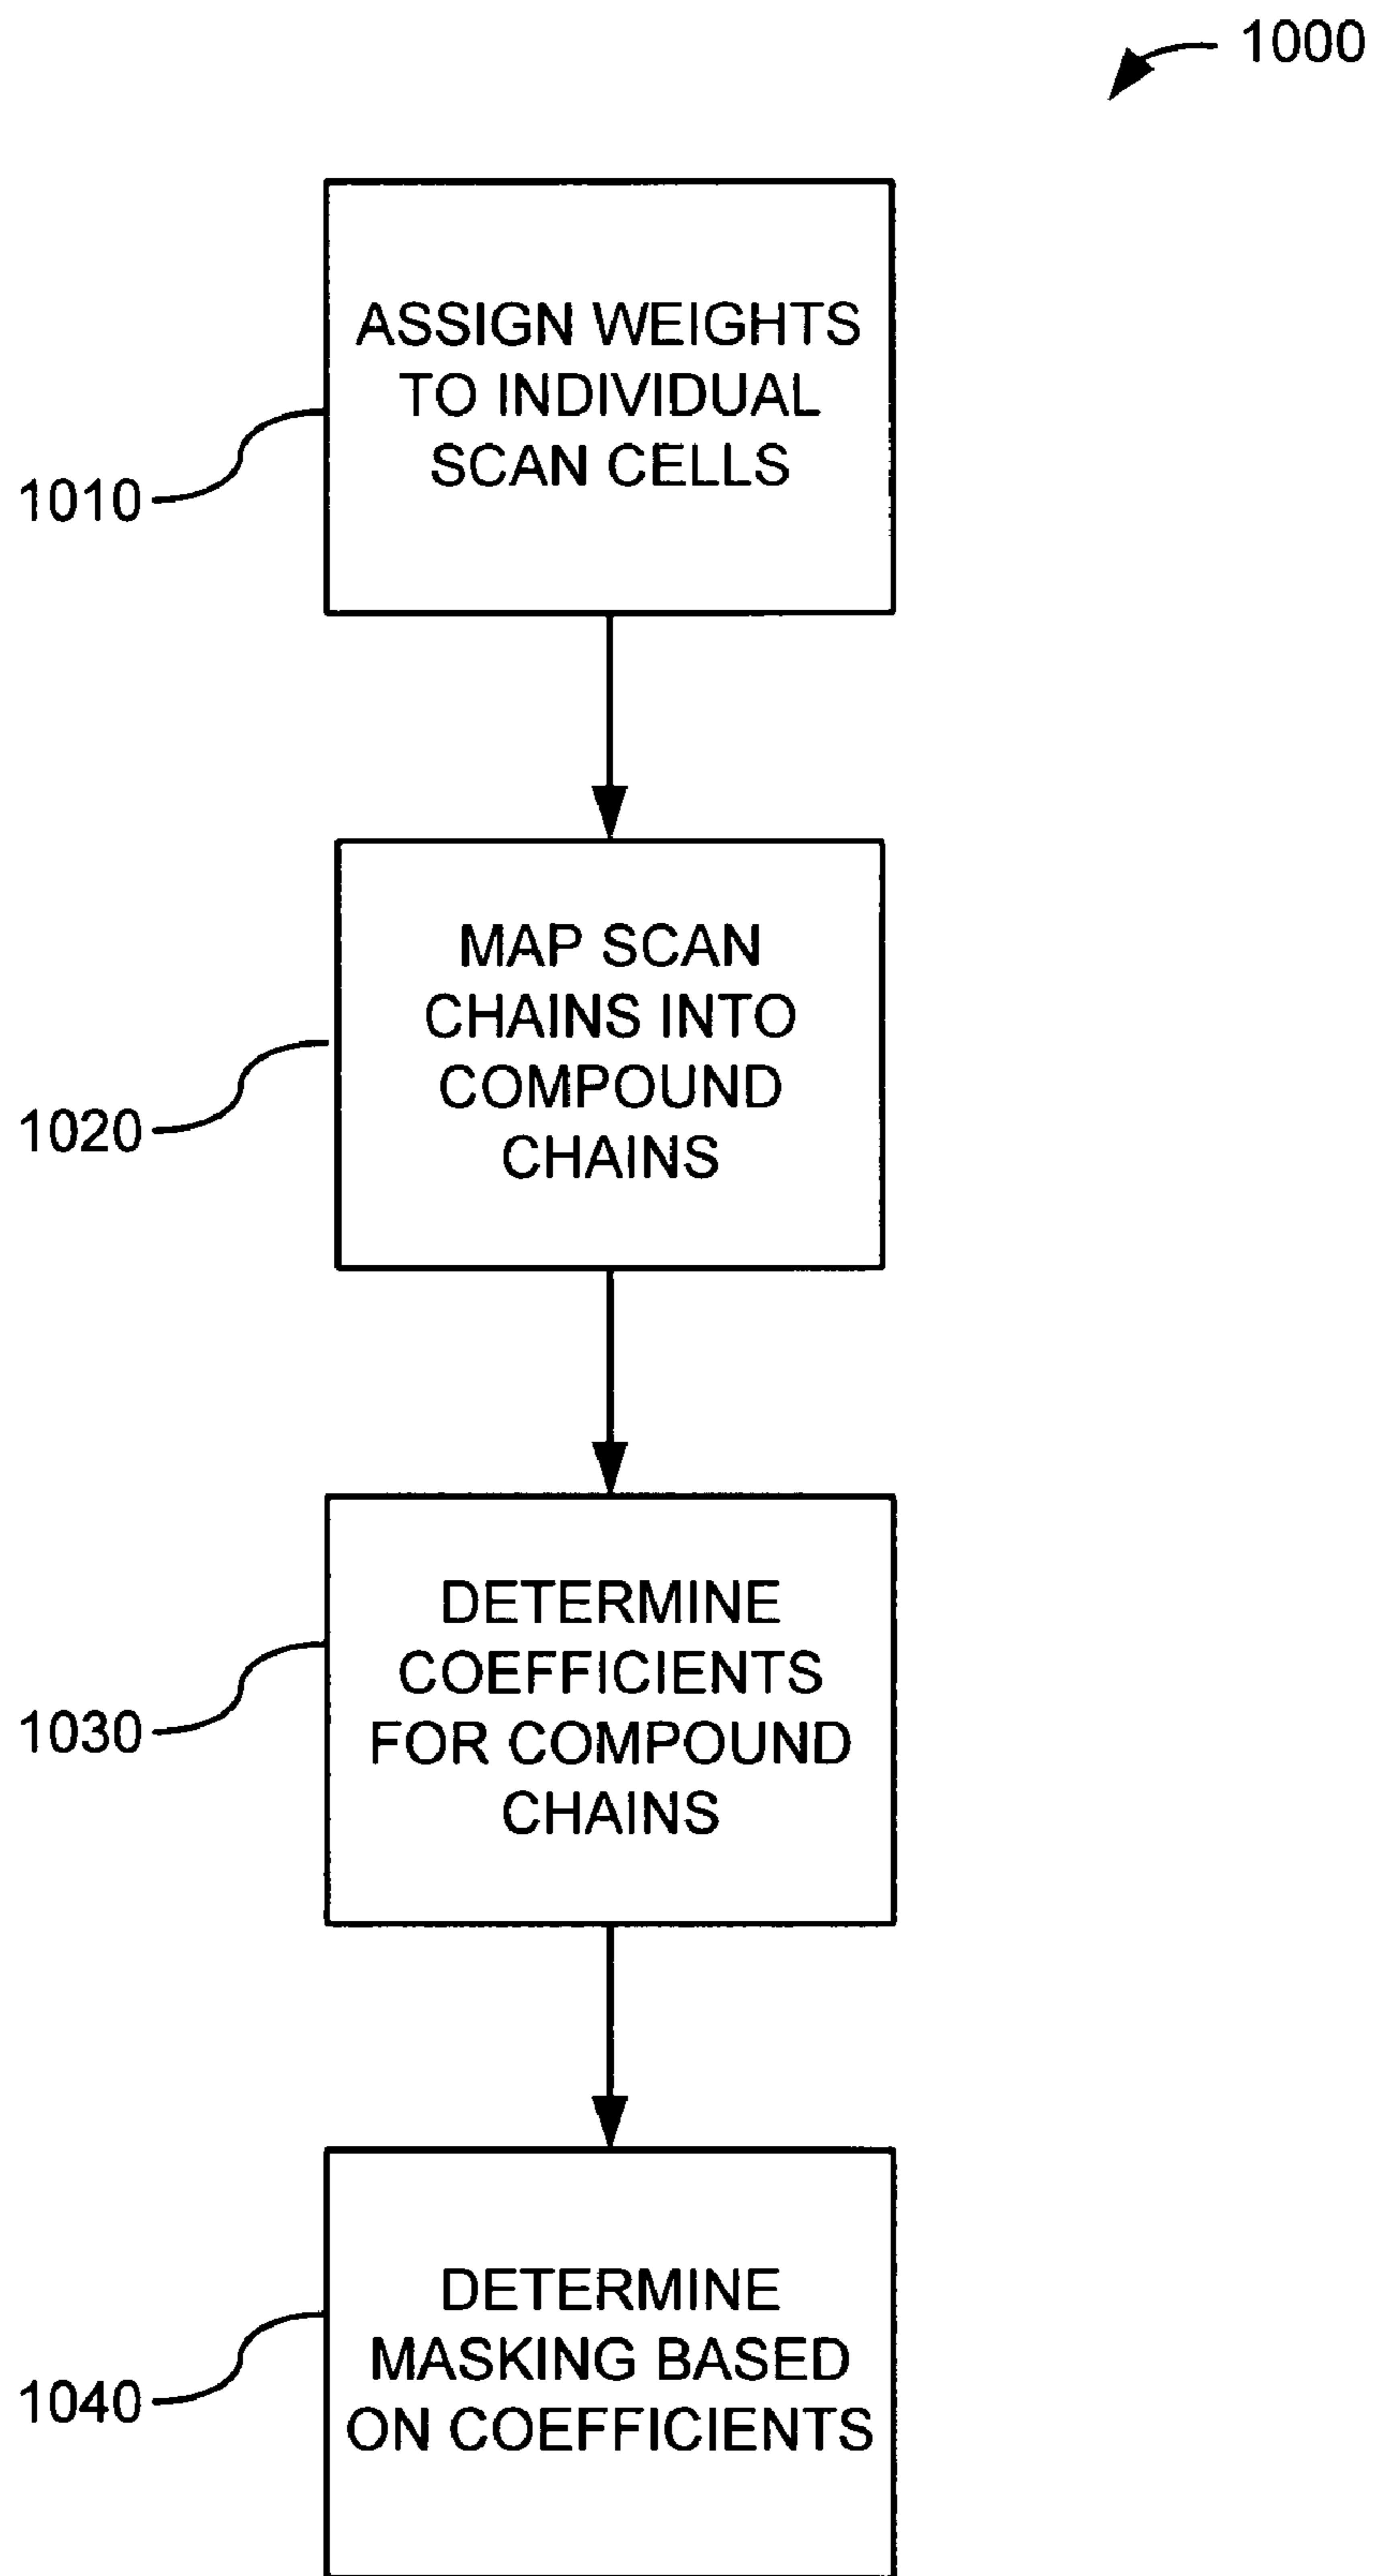 1000
ASSIGN WEIGHTS
TO INDIVIDUAL
SCAN CELLS
1010
MAP SCAN
CHAINS INTO
COMPOUND
CHAINS
1020
DETERMINE
COEFFICIENTS
FOR COMPOUND
CHAINS
1030
DETERMINE
MASKING BASED
ON COEFFICIENTS
1040